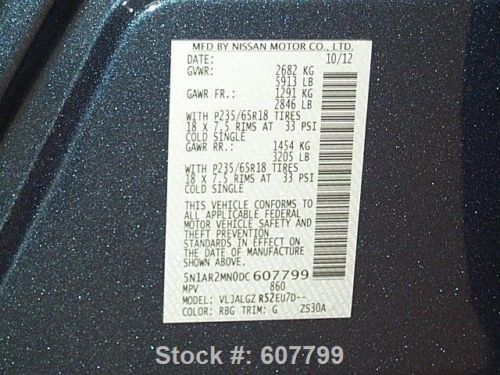 MFD BY NISSAN MOTOR CO., LTD.
DATE: 10/12
GVWR: 2682 KG
5913 LB
GAWR FR.: 1291 KG
2846 LB
WITH P235/65R18 TIRES
18 X 7.5 RIMS AT 33 PSI
COLD SINGLE
GAWR RR.: 1454 KG
3205 LB
WITH P235/65R18 TIRES
18 X 7.5 RIMS AT 33 PSI
COLD SINGLE
THIS VEHICLE CONFORMS TO
ALL APPLICABLE FEDERAL
MOTOR VEHICLE SAFETY AND
THEFT PREVENTION
STANDARDS IN EFFECT ON
THE DATE OF MANUFACTURE
SHOWN ABOVE.
5N1AR2MN0DC607799
MPV 860
MODEL: VLJALGZ R52EU7D--
COLOR: RBG TRIM: G ZS30A
Stock #: 607799